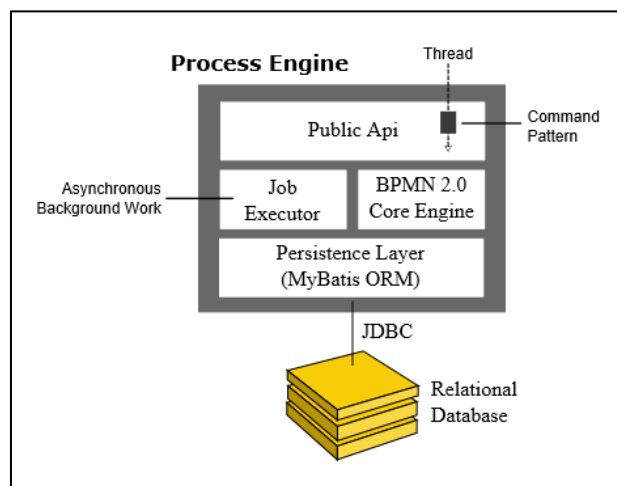 Thread
Process Engine
Public Api
Command
Pattern
Asynchronous
Background Work
Job
Executor
BPMN 2.0
Core Engine
Persistence Layer
(MyBatis ORM)
JDBC
Relational
Database